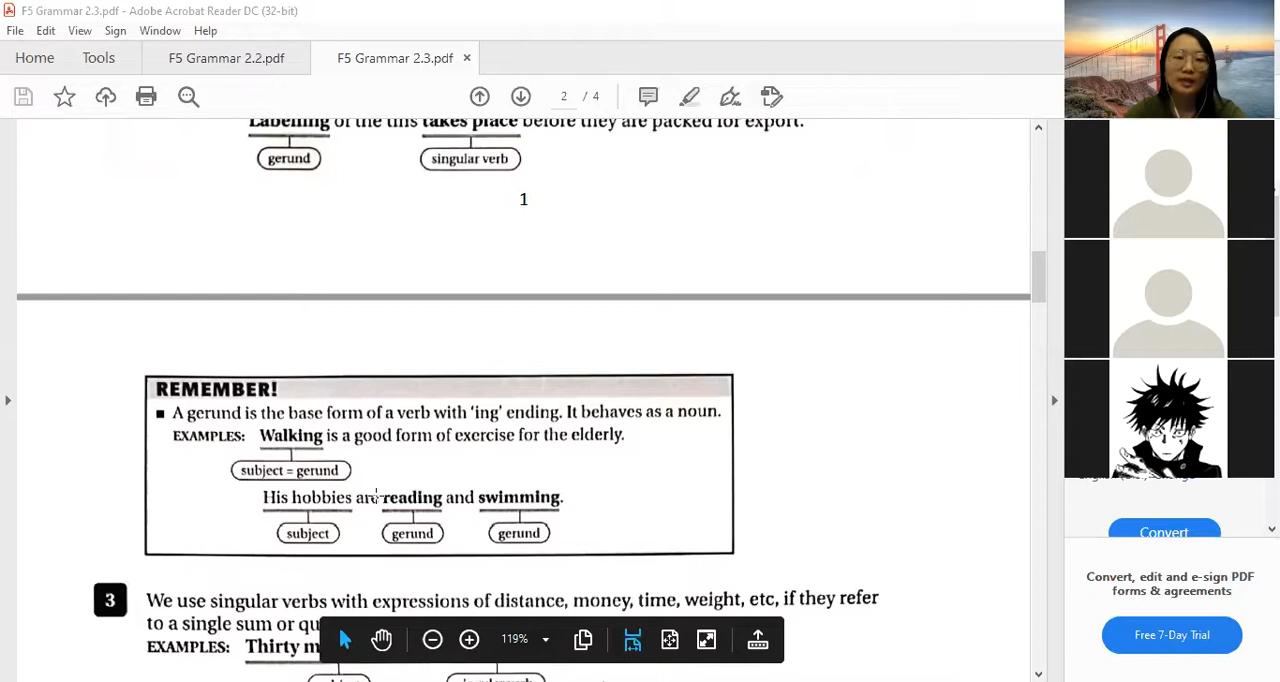 F5 Grammar 2.3.pdf - Adobe Acrobat Reader DC (32-bit)
File Edit View Sign Window Help
Home Tools F5 Grammar 2.2.pdf F5 Grammar 2.3.pdf ×
2 / 4
Labelling of the tins takes place before they are packed for export.
gerund singular verb
1
REMEMBER!
■ A gerund is the base form of a verb with 'ing' ending. It behaves as a noun.
EXAMPLES: Walking is a good form of exercise for the elderly.
subject = gerund
His hobbies are reading and swimming.
subject gerund gerund
3 We use singular verbs with expressions of distance, money, time, weight, etc, if they refer
to a single sum or
EXAMPLES: Thirty
119%
Convert
Convert, edit and e-sign PDF
forms & agreements
Free 7-Day Trial